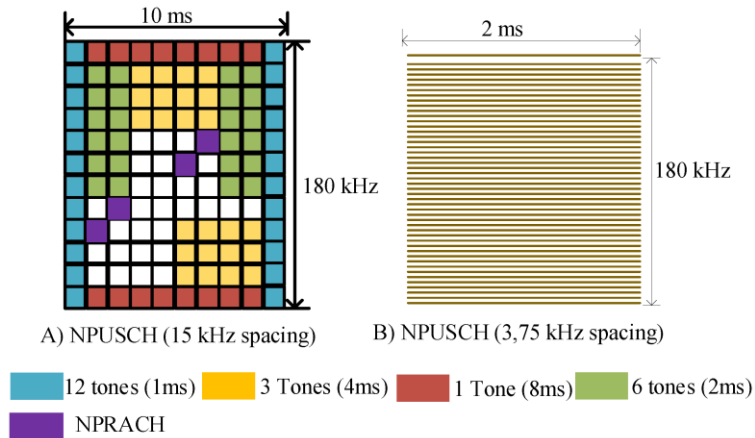 10 ms
2 ms
180 kHz
180 kHz
A) NPUSCH (15 kHz spacing)
B) NPUSCH (3,75 kHz spacing)
12 tones (1ms)
3 Tones (4ms)
1 Tone (8ms)
6 tones (2ms)
NPRACH